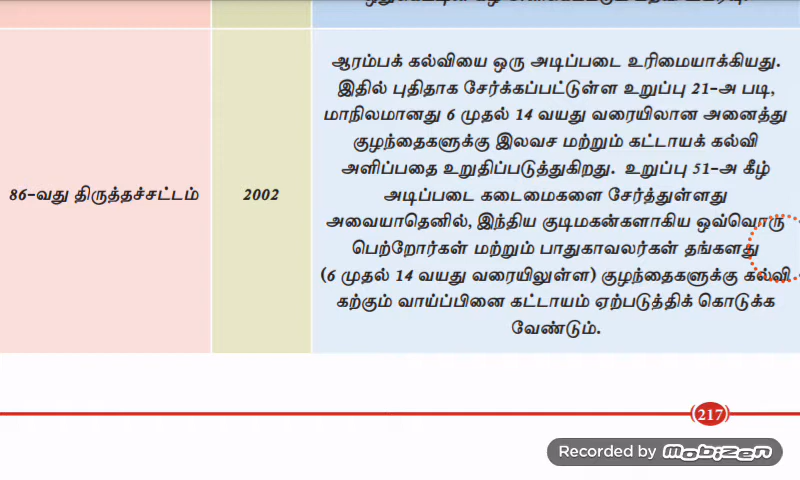 ஆரம்பக் கல்வியை ஒரு அடிப்படை உரிமையாக்கியது.
இதில் புதிதாக சேர்க்கப்பட்டுள்ள உறுப்பு 21-அ படி,
மாநிலமானது 6 முதல் 14 வயது வரையிலான அனைத்து
குழந்தைகளுக்கு இலவச மற்றும் கட்டாயக் கல்வி
அளிப்பதை உறுதிப்படுத்துகிறது. உறுப்பு 51-அ கீழ்
86-வது திருத்தச்சட்டம் 2002 அடிப்படை கடைமைகளை சேர்த்துள்ளது
அவையாதெனில், இந்திய குடிமகன்களாகிய ஒவ்வொரு
பெற்றோர்கள் மற்றும் பாதுகாவலர்கள் தங்களது
(6 முதல் 14 வயது வரையிலுள்ள) குழந்தைகளுக்கு கல்வி
கற்கும் வாய்ப்பினை கட்டாயம் ஏற்படுத்திக் கொடுக்க
வேண்டும்.
217
Recorded by mobizen